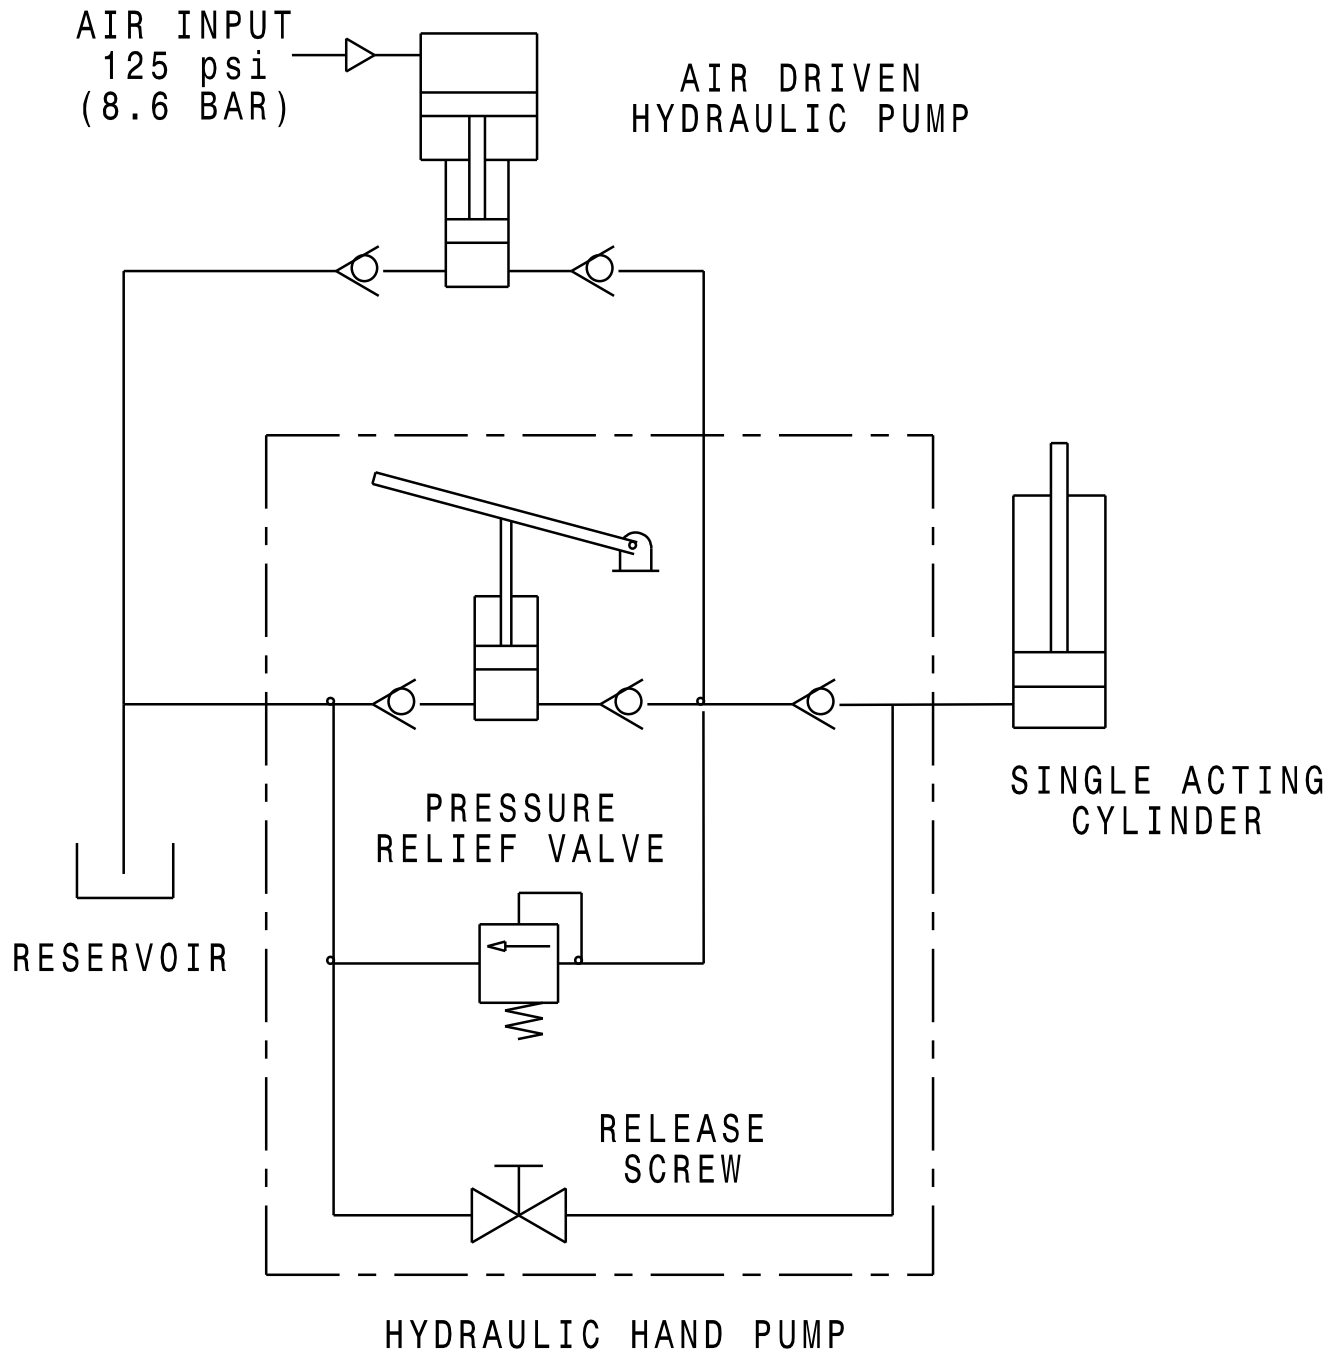 AIR INPUT
125 psi
(8.6 BAR)
AIR DRIVEN
HYDRAULIC PUMP
SINGLE ACTING
CYLINDER
PRESSURE
RELIEF VALVE
RESERVOIR
RELEASE
SCREW
HYDRAULIC HAND PUMP